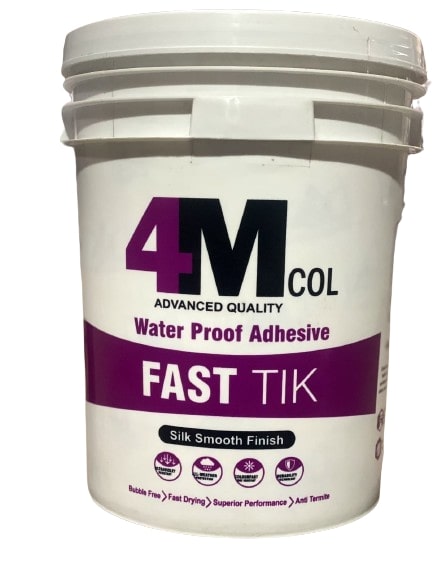 4M COL
ADVANCED QUALITY
Water Proof Adhesive
FAST TIK
Silk Smooth Finish
Bubble Free > Fast Drying > Superior Performance > Anti Termite